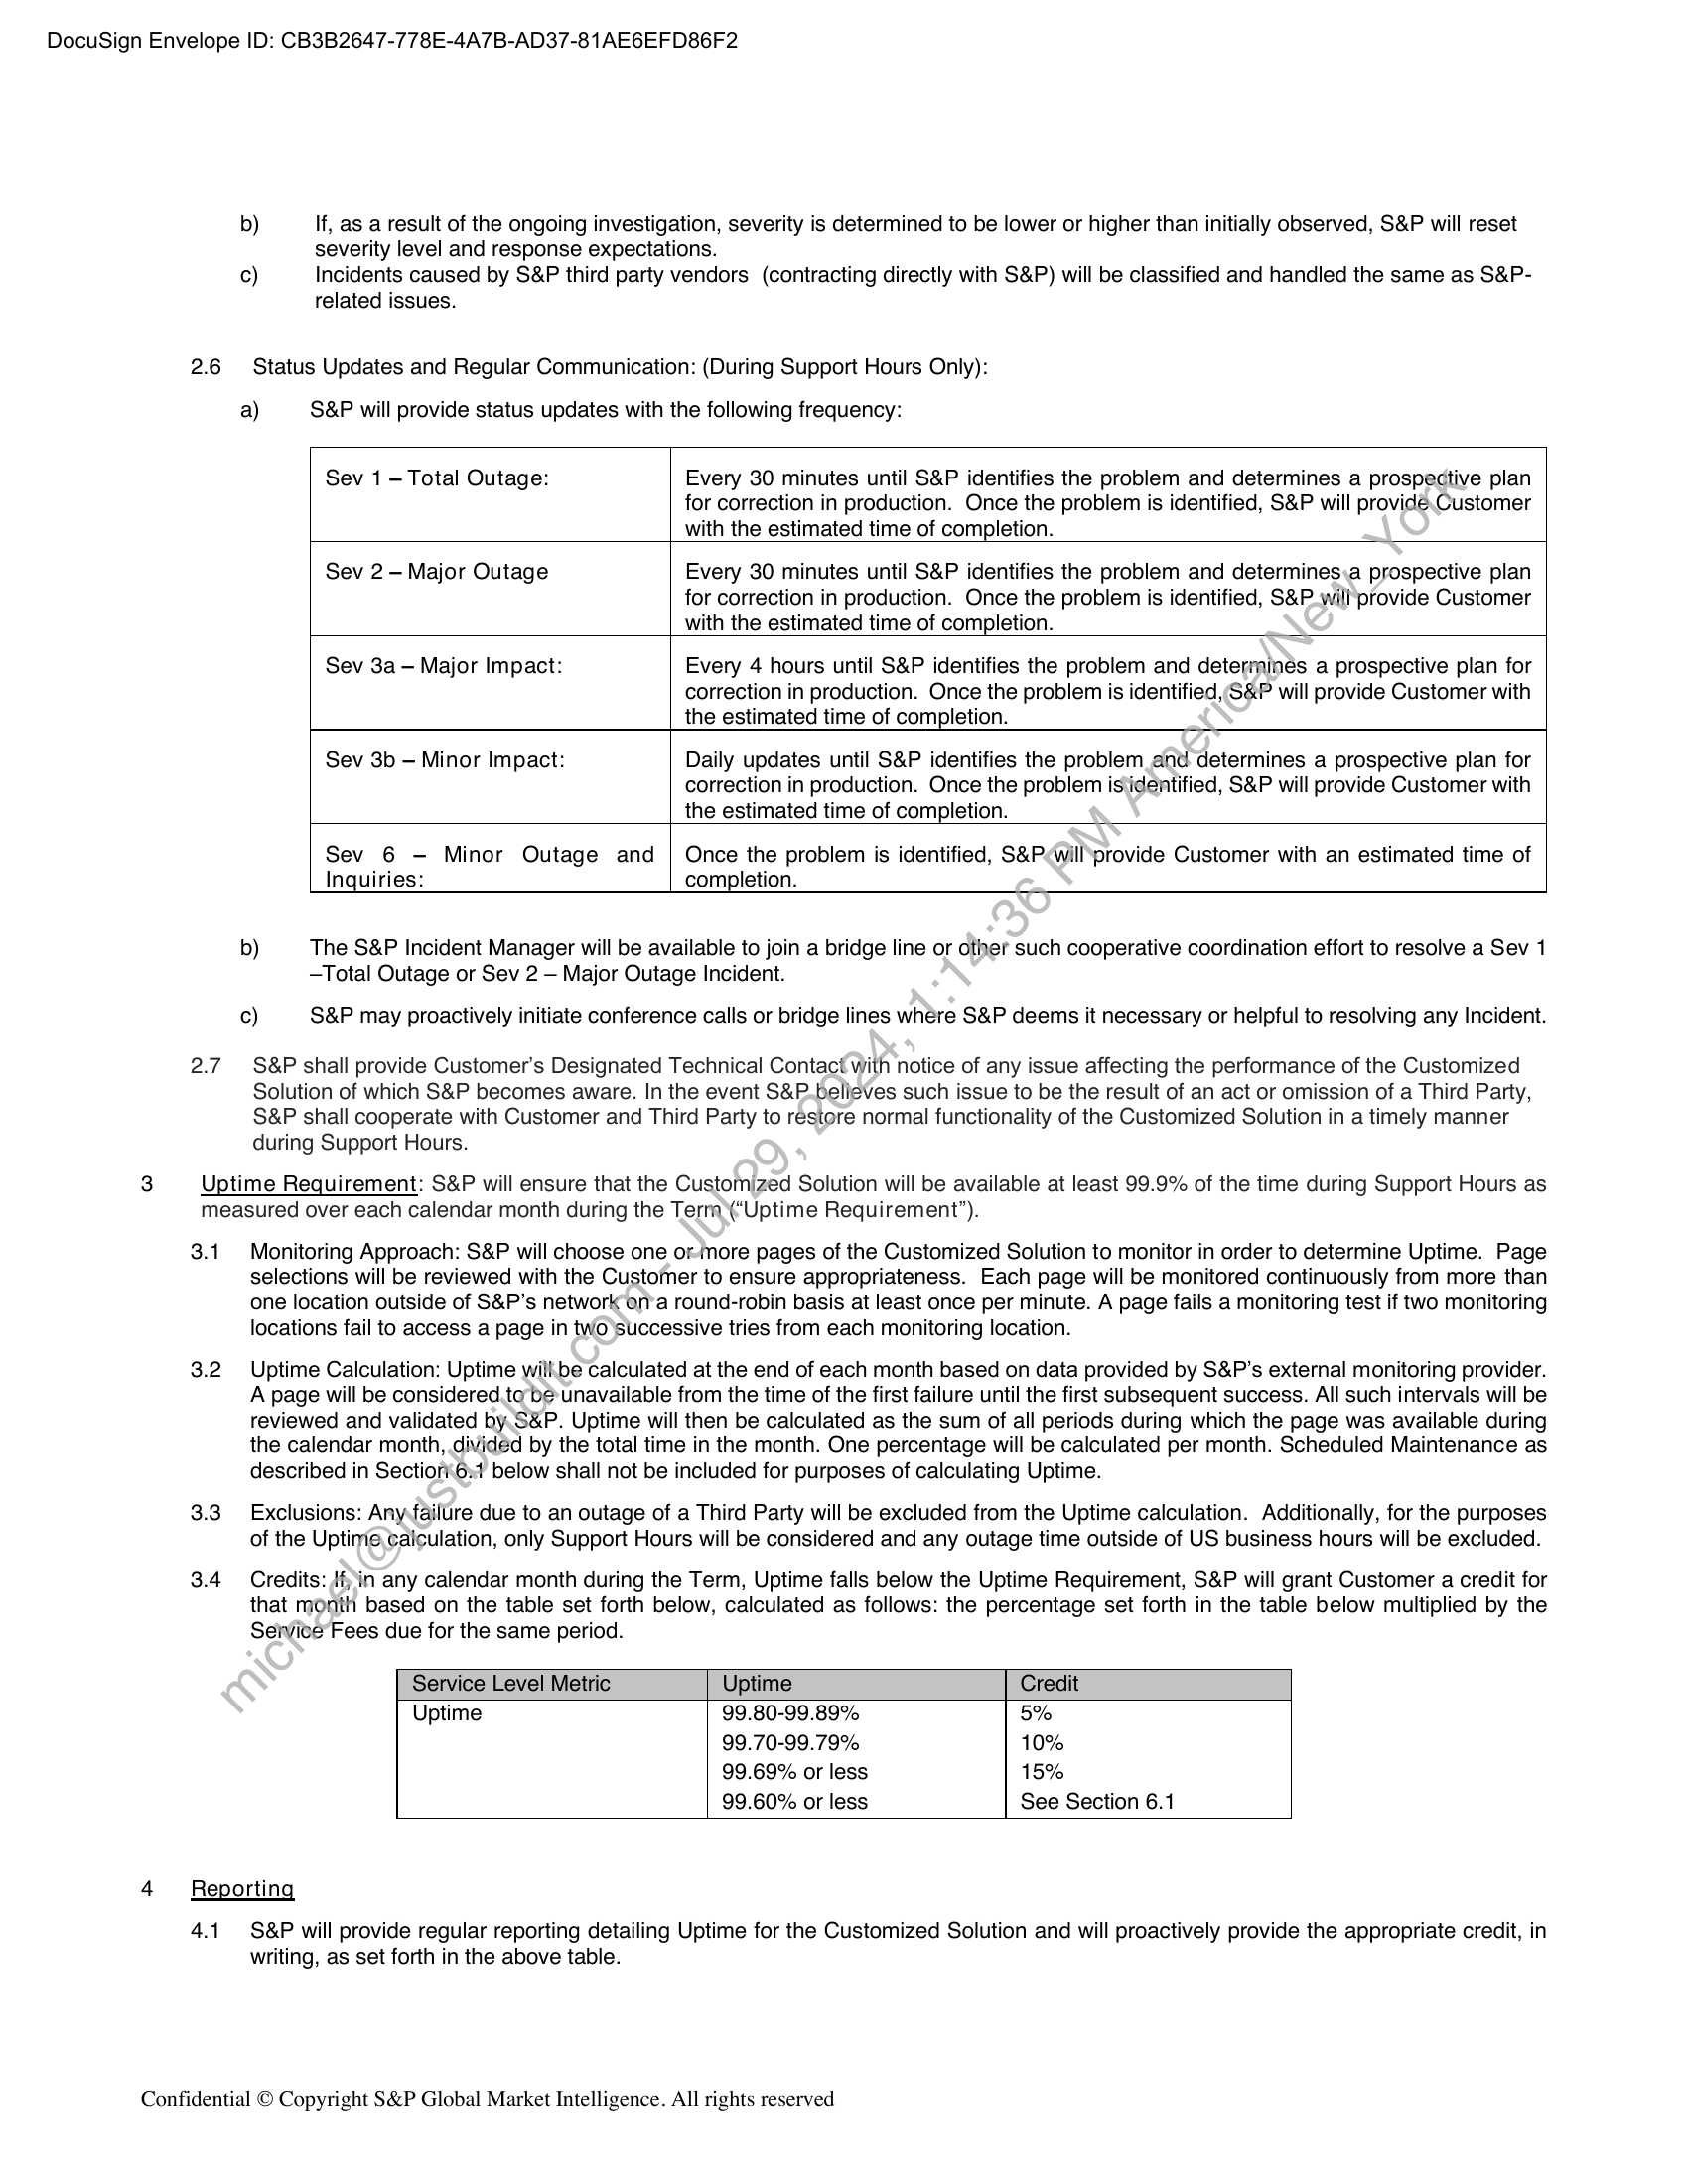 DocuSign Envelope ID: CB3B2647-778E-4A7B-AD37-81AE6EFD86F2
b) If, as a result of the ongoing investigation, severity is determined to be lower or higher than initially observed, S&P will reset
severity level and response expectations.
c) Incidents caused by S&P third party vendors (contracting directly with S&P) will be classified and handled the same as S&P-
related issues.
2.6 Status Updates and Regular Communication: (During Support Hours Only):
a) S&P will provide status updates with the following frequency:
Sev 1 – Total Outage: Every 30 minutes until S&P identifies the problem and determines a prospective plan
for correction in production. Once the problem is identified, S&P will provide Customer
with the estimated time of completion.
Sev 2 – Major Outage Every 30 minutes until S&P identifies the problem and determines a prospective plan
for correction in production. Once the problem is identified, S&P will provide Customer
with the estimated time of completion.
Sev 3a – Major Impact: Every 4 hours until S&P identifies the problem and determines a prospective plan for
correction in production. Once the problem is identified, S&P will provide Customer with
the estimated time of completion.
Sev 3b – Minor Impact: Daily updates until S&P identifies the problem and determines a prospective plan for
correction in production. Once the problem is identified, S&P will provide Customer with
the estimated time of completion.
Sev 6 – Minor Outage and Once the problem is identified, S&P will provide Customer with an estimated time of
Inquiries: completion.
b) The S&P Incident Manager will be available to join a bridge line or other such cooperative coordination effort to resolve a Sev 1
–Total Outage or Sev 2 – Major Outage Incident.
c) S&P may proactively initiate conference calls or bridge lines where S&P deems it necessary or helpful to resolving any Incident.
2.7 S&P shall provide Customer’s Designated Technical Contact with notice of any issue affecting the performance of the Customized
Solution of which S&P becomes aware. In the event S&P believes such issue to be the result of an act or omission of a Third Party,
S&P shall cooperate with Customer and Third Party to restore normal functionality of the Customized Solution in a timely manner
during Support Hours.
3 Uptime Requirement: S&P will ensure that the Customized Solution will be available at least 99.9% of the time during Support Hours as
measured over each calendar month during the Term (“Uptime Requirement”).
3.1 Monitoring Approach: S&P will choose one or more pages of the Customized Solution to monitor in order to determine Uptime. Page
selections will be reviewed with the Customer to ensure appropriateness. Each page will be monitored continuously from more than
one location outside of S&P’s network on a round-robin basis at least once per minute. A page fails a monitoring test if two monitoring
locations fail to access a page in two successive tries from each monitoring location.
3.2 Uptime Calculation: Uptime will be calculated at the end of each month based on data provided by S&P’s external monitoring provider.
A page will be considered to be unavailable from the time of the first failure until the first subsequent success. All such intervals will be
reviewed and validated by S&P. Uptime will then be calculated as the sum of all periods during which the page was available during
the calendar month, divided by the total time in the month. One percentage will be calculated per month. Scheduled Maintenance as
described in Section 6.1 below shall not be included for purposes of calculating Uptime.
3.3 Exclusions: Any failure due to an outage of a Third Party will be excluded from the Uptime calculation. Additionally, for the purposes
of the Uptime calculation, only Support Hours will be considered and any outage time outside of US business hours will be excluded.
3.4 Credits: If, in any calendar month during the Term, Uptime falls below the Uptime Requirement, S&P will grant Customer a credit for
that month based on the table set forth below, calculated as follows: the percentage set forth in the table below multiplied by the
Service Fees due for the same period.
Service Level Metric Uptime Credit
Uptime 99.80-99.89% 5%
99.70-99.79% 10%
99.69% or less 15%
99.60% or less See Section 6.1
4 Reporting
4.1 S&P will provide regular reporting detailing Uptime for the Customized Solution and will proactively provide the appropriate credit, in
writing, as set forth in the above table.
Confidential © Copyright S&P Global Market Intelligence. All rights reserved
michael@justbuildit.com - Jul 29, 2024, 1:14:36 PM America/New_York